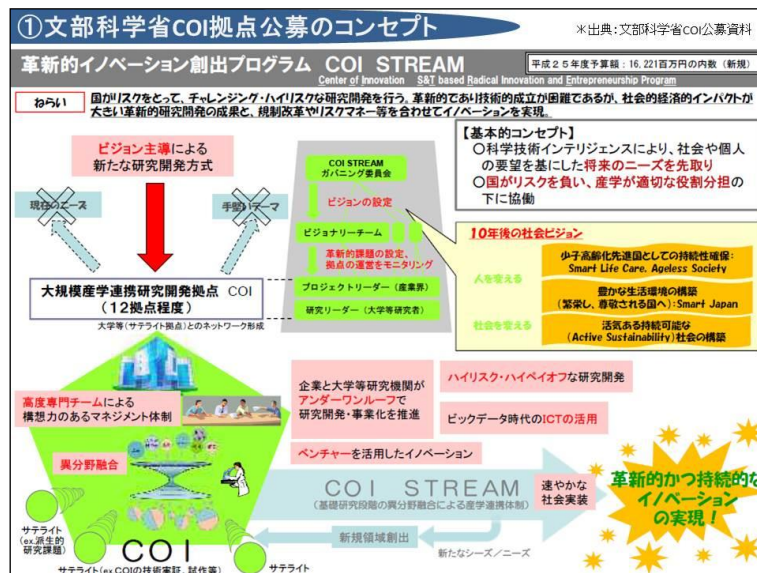 ①文部科学省COI拠点公募のコンセプト
*出典:文部科学省COI公募資料
革新的イノベーション創出プログラム COI STREAM
Center of Innovation S&T based Radical Innovation and Entrepreneurship Program
平成25年度予算額:16,221百万円の内数(新規)
ねらい
国がリスクをとって、チャレンジング・ハイリスクな研究開発を行う。革新的であり技術的成立が困難であるが、社会的経済的インパクトが
大きい革新的研究開発の成果と、規制改革やリスクマネー等を合わせてイノベーションを実現。
ビジョン主導による
新たな研究開発方式
現在のニーズ
手堅いテーマ
大規模産学連携研究開発拠点 COI
(12拠点程度)
大学等(サテライト拠点)とのネットワーク形成
COI STREAM
ガバニング委員会
ビジョンの設定
ビジョナリーチーム
革新的課題の設定、
拠点の運営をモニタリング
プロジェクトリーダー(産業界)
研究リーダー(大学等研究者)
【基本的コンセプト】
○科学技術インテリジェンスにより、社会や個人
の要望を基にした将来のニーズを先取り
○国がリスクを負い、産学が適切な役割分担の
下に協働
10年後の社会ビジョン
人を変える
社会を変える
少子高齢化先進国としての持続性確保:
Smart Life Care, Ageless Society
豊かな生活環境の構築
(繁栄し、尊敬される国へ):Smart Japan
活気ある持続可能な
(Active Sustainability)社会の構築
高度専門チームによる
構想力のあるマネジメント体制
異分野融合
企業と大学等研究機関が
アンダーワンルーフで
研究開発・事業化を推進
ベンチャーを活用したイノベーション
ハイリスク・ハイペイオフな研究開発
ビックデータ時代のICTの活用
COI STREAM
(基礎研究段階の異分野融合による産学連携体制)
速やかな
社会実装
革新的かつ持続的な
イノベーション
の実現!
新規領域創出
新たなシーズ/ニーズ
サテライト
(ex.派生的
研究課題)
COI
サテライト(ex.COIの技術実証、試作等)
サテライト